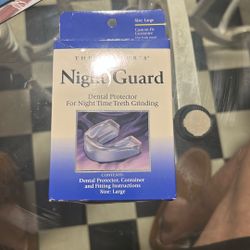 Size: Large
Night Guard
Dental Protector
For Night Time Teeth Grinding
CONTENTS:
Dental Protector, Container
and Fitting Instructions
Size: Large